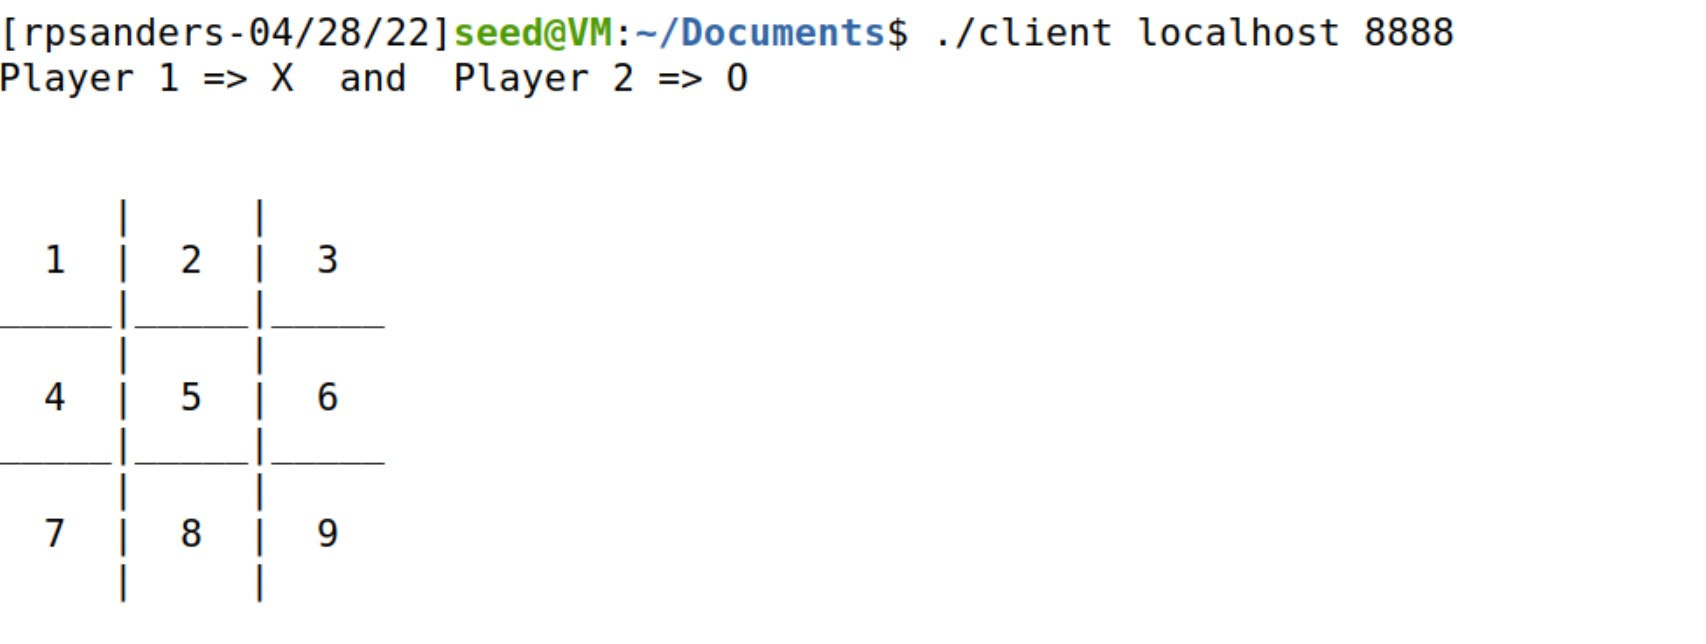 [rpsanders-04/28/22]seed@VM:~/Documents$ ./client localhost 8888
Player 1 => X  and  Player 2 => O
     |     |
  1  |  2  |  3
_____|_____|_____
     |     |
  4  |  5  |  6
_____|_____|_____
     |     |
  7  |  8  |  9
     |     |